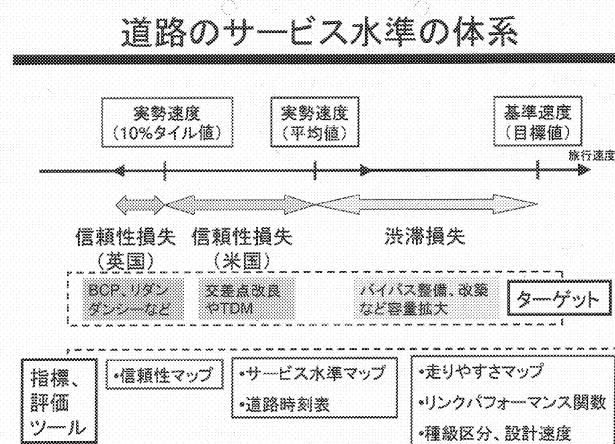 道路のサービス水準の体系
実勢速度
（10%タイル値）
実勢速度
（平均値）
基準速度
（目標値）
旅行速度
信頼性損失
（英国）
信頼性損失
（米国）
渋滞損失
BCP、リダン
ダンシーなど
交差点改良
やTDM
バイパス整備、改築
など容量拡大
ターゲット
指標、
評価
ツール
•信頼性マップ
•サービス水準マップ
•道路時刻表
•走りやすさマップ
•リンクパフォーマンス関数
•種級区分、設計速度